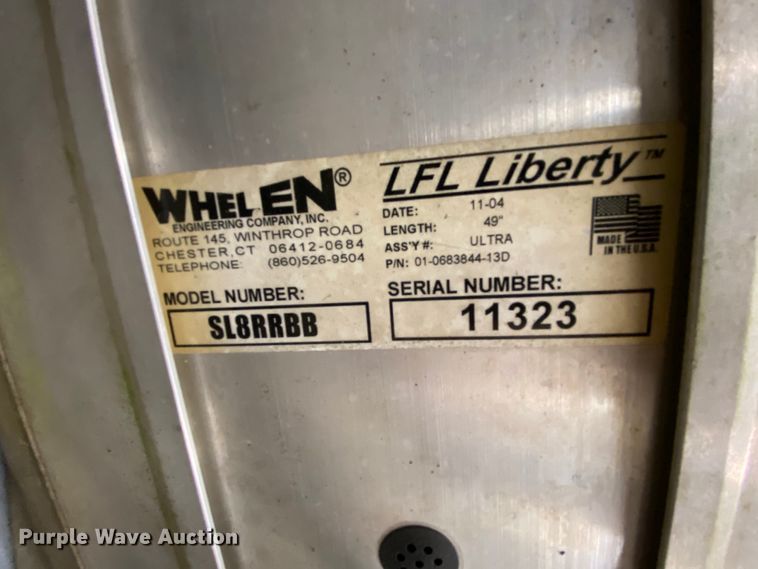 WHELEN®
ENGINEERING COMPANY, INC.
ROUTE 145, WINTHROP ROAD
CHESTER, CT 06412-0684
TELEPHONE: (860)526-9504
MODEL NUMBER:
SL8RRBB
LFL Liberty™
DATE: 11-04
LENGTH: 49"
ASS'Y #: ULTRA
P/N: 01-0683844-13D
MADE
IN THE U.S.A.
SERIAL NUMBER:
11323
Purple Wave Auction